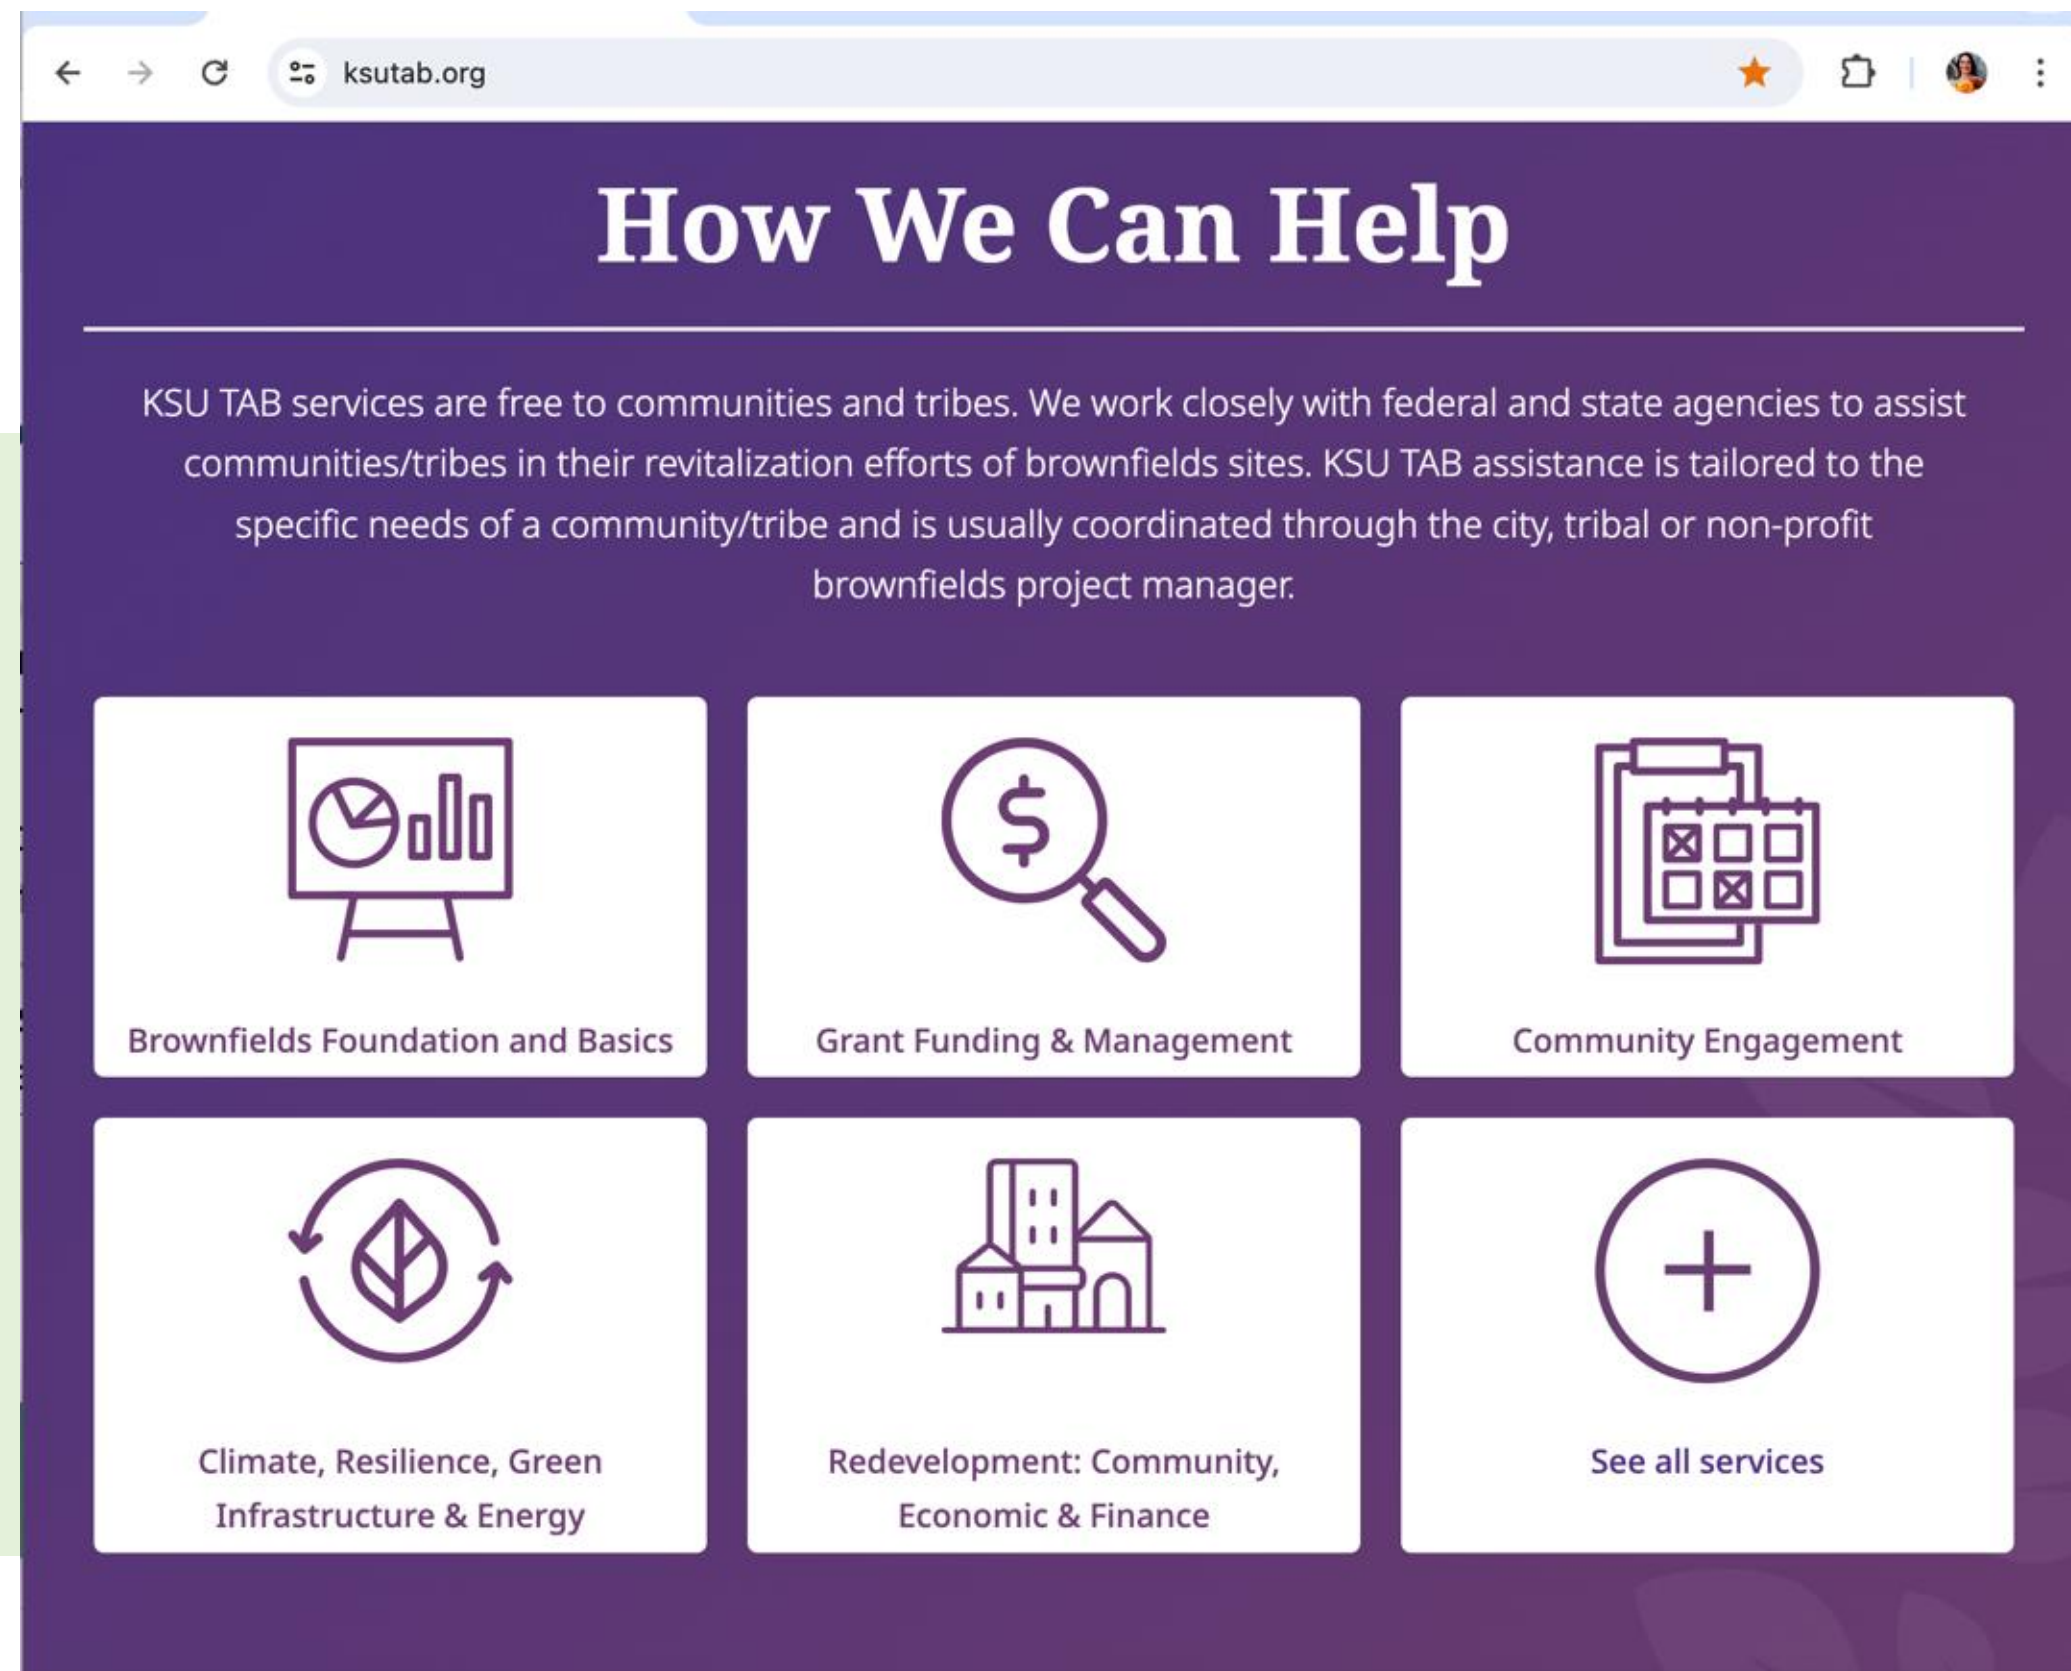 ksutab.org
How We Can Help
KSU TAB services are free to communities and tribes. We work closely with federal and state agencies to assist
communities/tribes in their revitalization efforts of brownfields sites. KSU TAB assistance is tailored to the
specific needs of a community/tribe and is usually coordinated through the city, tribal or non-profit
brownfields project manager.
Brownfields Foundation and Basics
Grant Funding & Management
Community Engagement
Climate, Resilience, Green
Infrastructure & Energy
Redevelopment: Community,
Economic & Finance
See all services